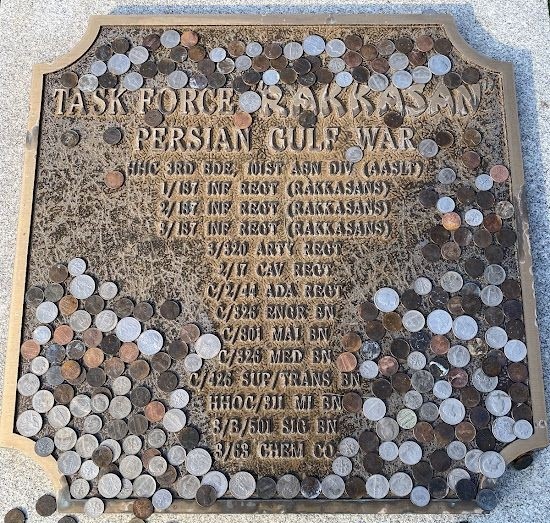 TASK FORCE "RAKKASAN"
PERSIAN GULF WAR
HHC 3RD BDE, 101ST ABN DIV (AASLT)
1/187 INF REGT (RAKKASANS)
2/187 INF REGT (RAKKASANS)
3/187 INF REGT (RAKKASANS)
3/320 ARTY REGT
2/17 CAV REGT
C/2/44 ADA REGT
C/326 ENGR BN
C/801 MAI BN
C/326 MED BN
C/426 SUP/TRANS BN
HHOC/311 MI BN
3/B/501 SIG BN
3/63 CHEM CO